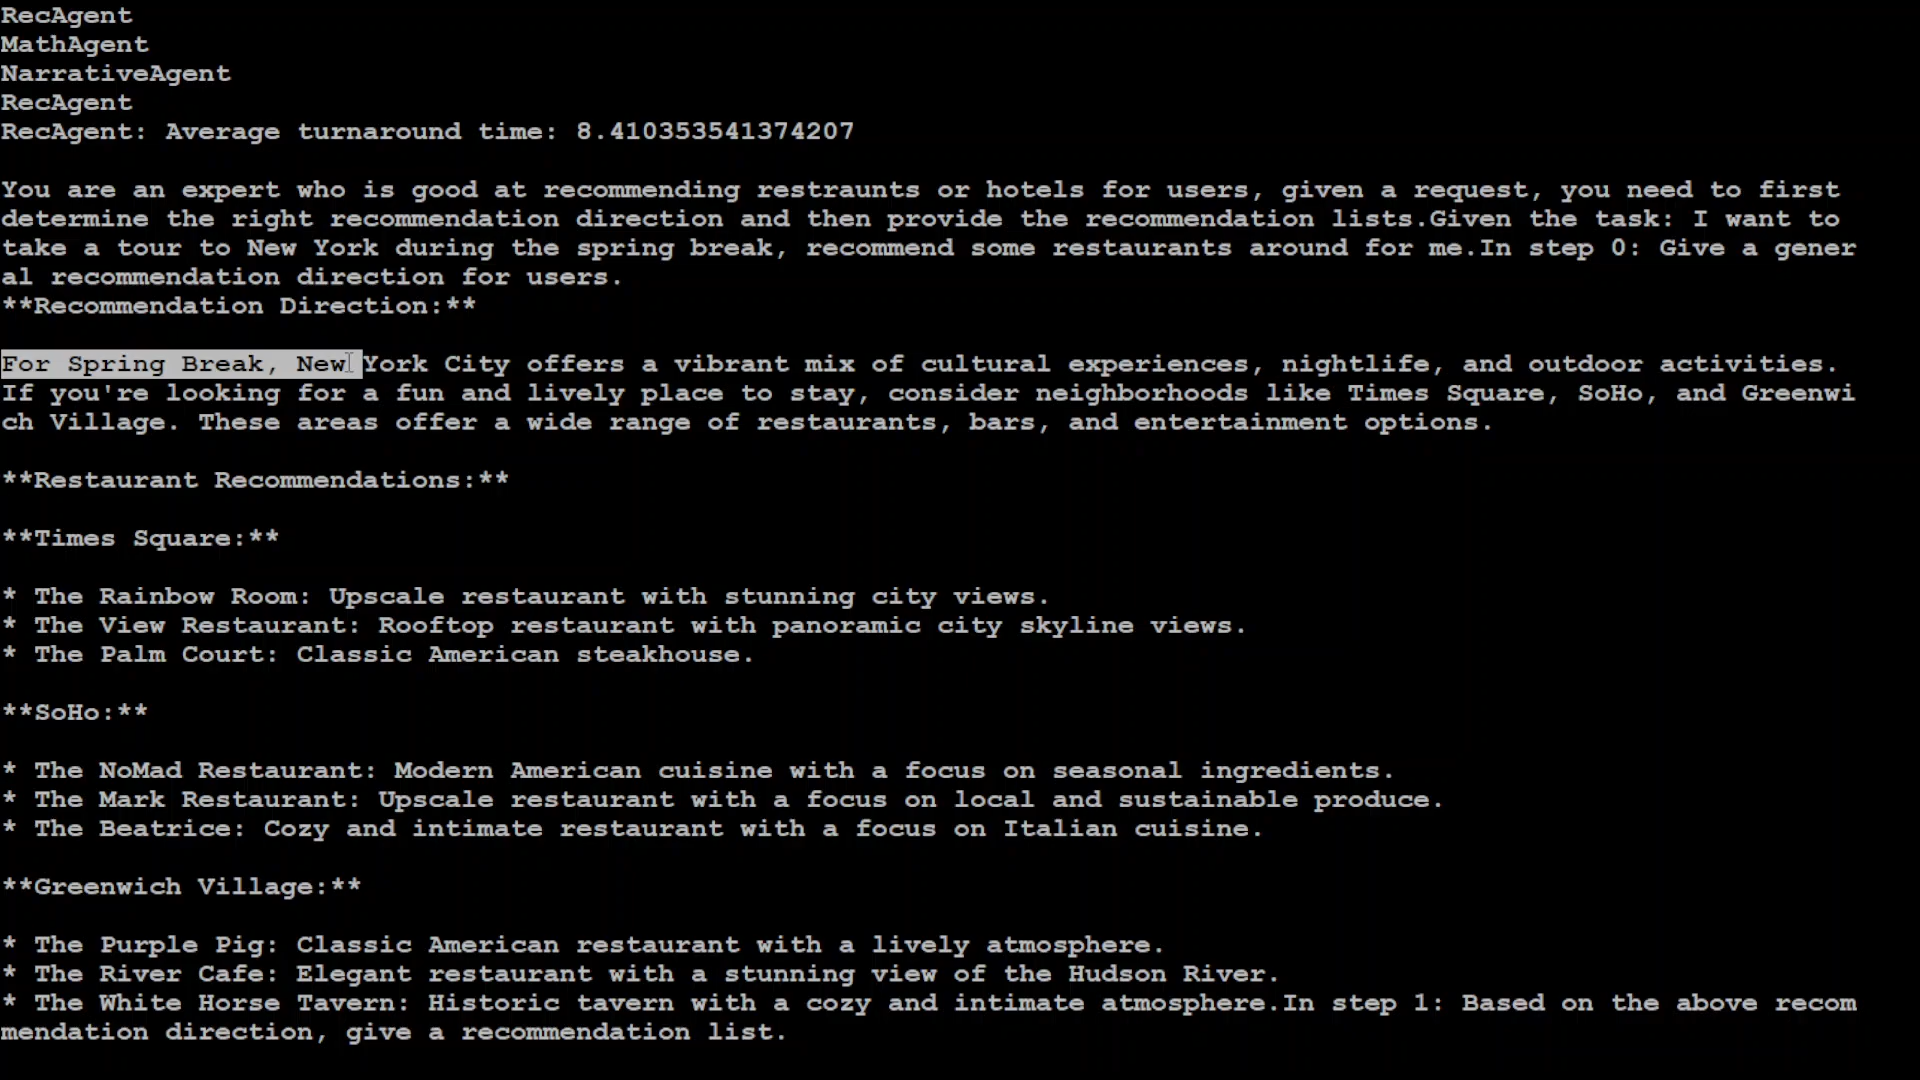 RecAgent
MathAgent
NarrativeAgent
RecAgent
RecAgent: Average turnaround time: 8.410353541374207
You are an expert who is good at recommending restraunts or hotels for users, given a request, you need to first
determine the right recommendation direction and then provide the recommendation lists.Given the task: I want to
take a tour to New York during the spring break, recommend some restaurants around for me.In step 0: Give a gener
al recommendation direction for users.
**Recommendation Direction:**
For Spring Break, New York City offers a vibrant mix of cultural experiences, nightlife, and outdoor activities.
If you're looking for a fun and lively place to stay, consider neighborhoods like Times Square, SoHo, and Greenwi
ch Village. These areas offer a wide range of restaurants, bars, and entertainment options.
**Restaurant Recommendations:**
**Times Square:**
* The Rainbow Room: Upscale restaurant with stunning city views.
* The View Restaurant: Rooftop restaurant with panoramic city skyline views.
* The Palm Court: Classic American steakhouse.
**SoHo:**
* The NoMad Restaurant: Modern American cuisine with a focus on seasonal ingredients.
* The Mark Restaurant: Upscale restaurant with a focus on local and sustainable produce.
* The Beatrice: Cozy and intimate restaurant with a focus on Italian cuisine.
**Greenwich Village:**
* The Purple Pig: Classic American restaurant with a lively atmosphere.
* The River Cafe: Elegant restaurant with a stunning view of the Hudson River.
* The White Horse Tavern: Historic tavern with a cozy and intimate atmosphere.In step 1: Based on the above recom
mendation direction, give a recommendation list.